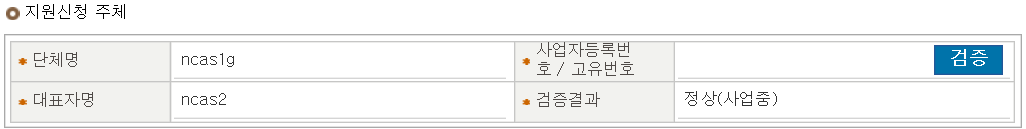 지원신청 주체
단체명 ncas1g 사업자등록번
호 / 고유번호 검증
대표자명 ncas2 검증결과 정상(사업중)